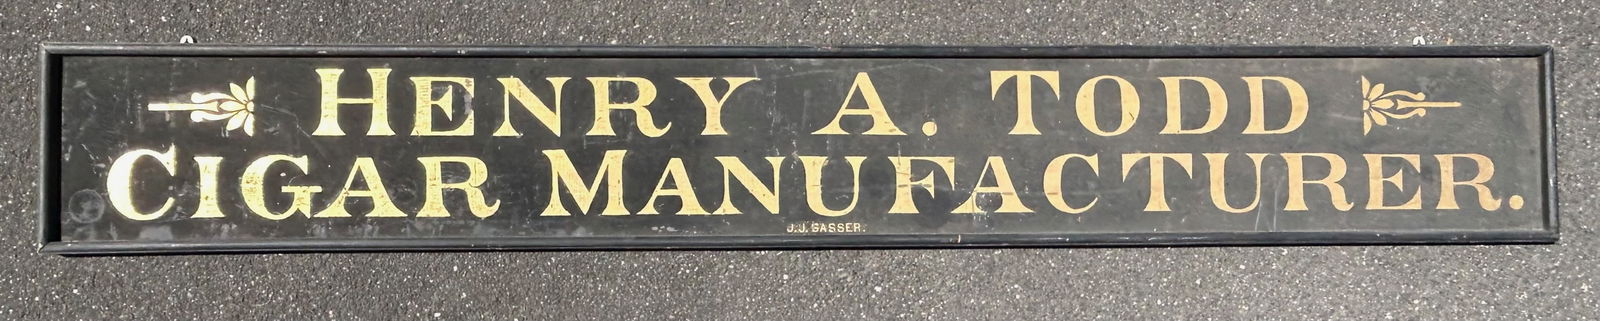 HENRY A. TODD
CIGAR MANUFACTURER.
J.J. GASSER.